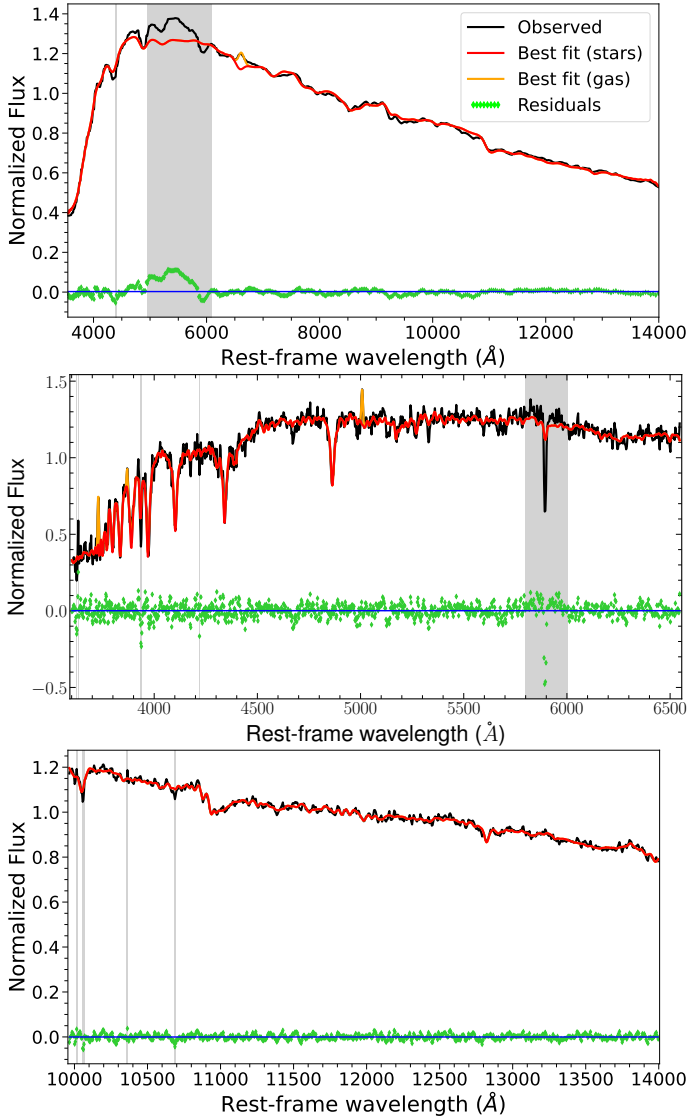 1.4
1.2
1.0
0.8
0.6
0.4
0.2
0.0
Normalized Flux
Observed
Best fit (stars)
Best fit (gas)
Residuals
4000 6000 8000 10000 12000 14000
Rest-frame wavelength (Å)
1.5
1.0
0.5
0.0
−0.5
Normalized Flux
4000 4500 5000 5500 6000 6500
Rest-frame wavelength (Å)
1.2
1.0
0.8
0.6
0.4
0.2
0.0
Normalized Flux
10000 10500 11000 11500 12000 12500 13000 13500 14000
Rest-frame wavelength (Å)